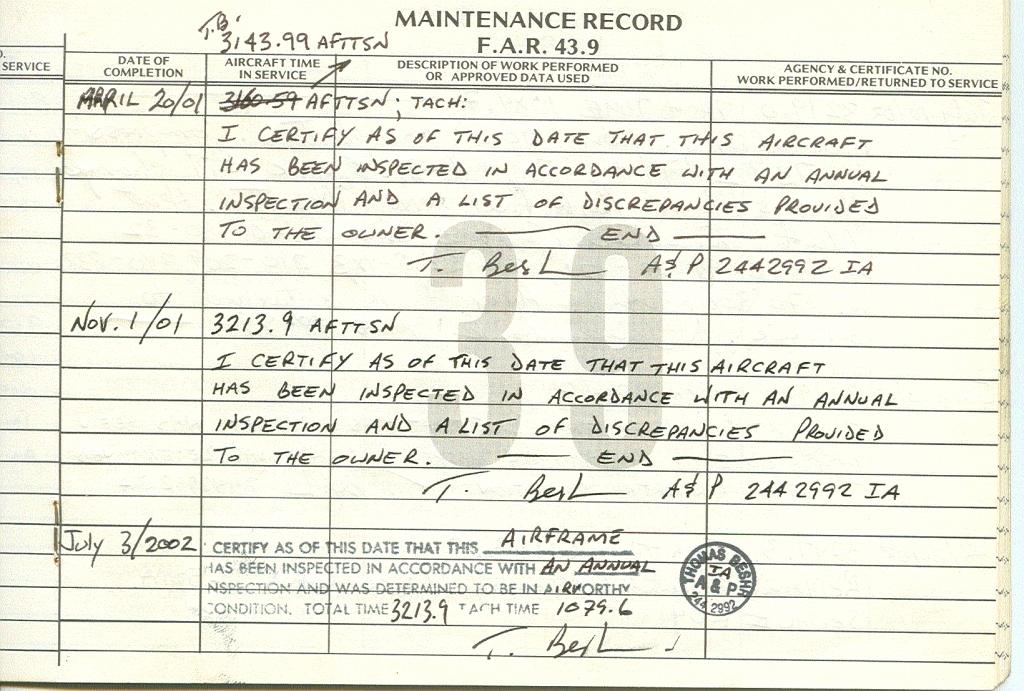 MAINTENANCE RECORD
F.A.R. 43.9
T.B.
3143.99 AFTTSN
SERVICE
DATE OF COMPLETION
AIRCRAFT TIME IN SERVICE
DESCRIPTION OF WORK PERFORMED OR APPROVED DATA USED
AGENCY & CERTIFICATE NO. WORK PERFORMED/RETURNED TO SERVICE
APRIL 20/01 3160.59 AFTTSN; TACH:
I CERTIFY AS OF THIS DATE THAT THIS AIRCRAFT
HAS BEEN INSPECTED IN ACCORDANCE WITH AN ANNUAL
INSPECTION AND A LIST OF DISCREPANCIES PROVIDED
TO THE OWNER. END
T. Besh A&P 2442992 IA
39
NOV. 1/01 3213.9 AFTTSN
I CERTIFY AS OF THIS DATE THAT THIS AIRCRAFT
HAS BEEN INSPECTED IN ACCORDANCE WITH AN ANNUAL
INSPECTION AND A LIST OF DISCREPANCIES PROVIDED
TO THE OWNER. END
T. Besh A&P 2442992 IA
July 3/2002 CERTIFY AS OF THIS DATE THAT THIS AIRFRAME
HAS BEEN INSPECTED IN ACCORDANCE WITH AN ANNUAL
INSPECTION AND WAS DETERMINED TO BE IN AIRWORTHY
CONDITION. TOTAL TIME 3213.9 TACH TIME 1079.6
T. Besh
THOMAS BESHR
IA
A & P
2442992